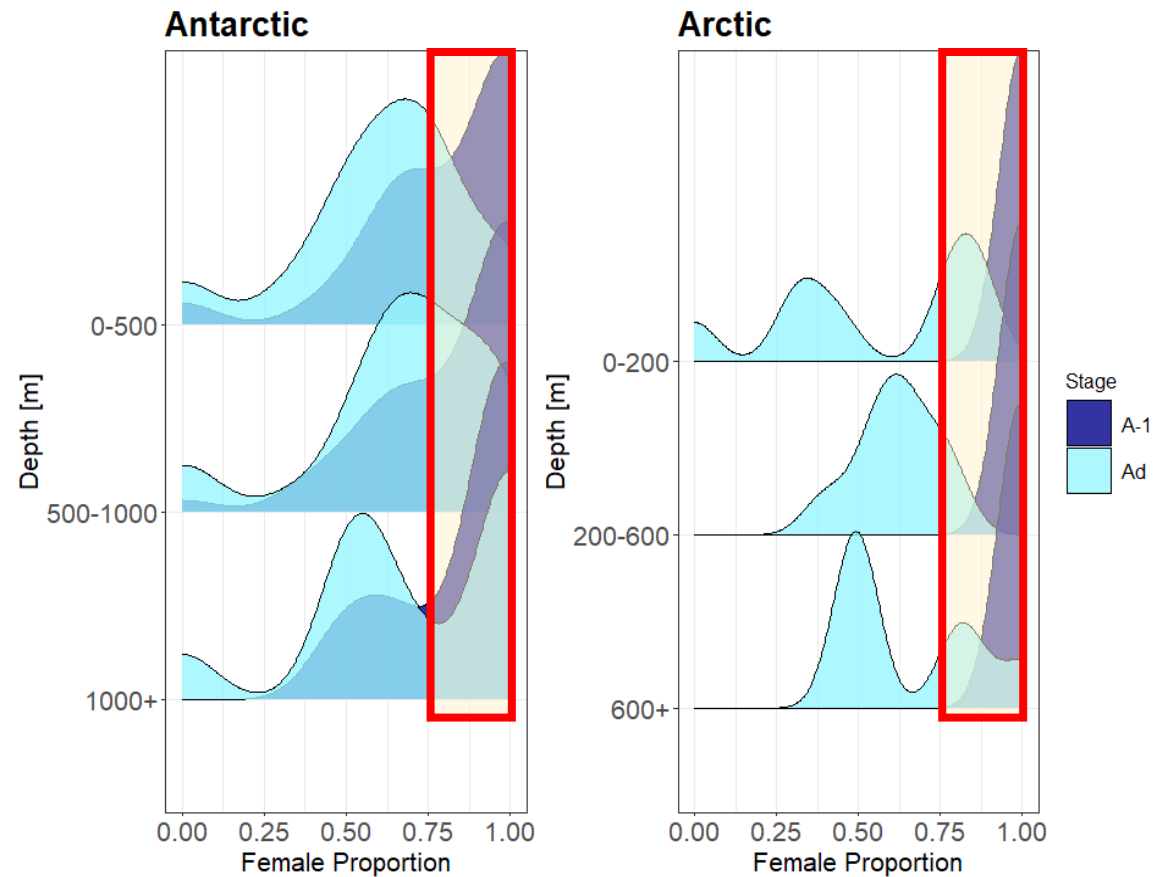 Antarctic
Depth [m]
0-500
500-1000
1000+
0.00 0.25 0.50 0.75 1.00
Female Proportion
Arctic
Depth [m]
0-200
200-600
600+
0.00 0.25 0.50 0.75 1.00
Female Proportion
Stage
A-1
Ad